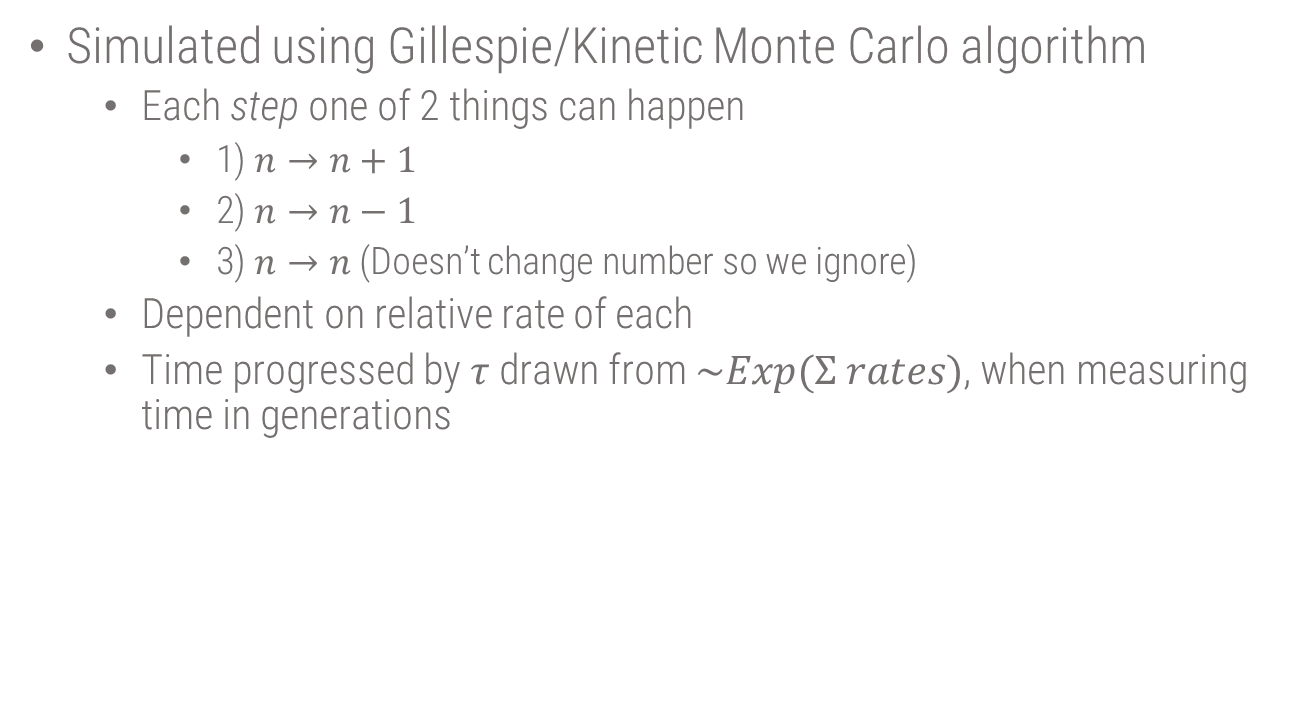 • Simulated using Gillespie/Kinetic Monte Carlo algorithm
• Each step one of 2 things can happen
• 1) n → n + 1
• 2) n → n − 1
• 3) n → n (Doesn’t change number so we ignore)
• Dependent on relative rate of each
• Time progressed by τ drawn from ~Exp(Σ rates), when measuring
time in generations